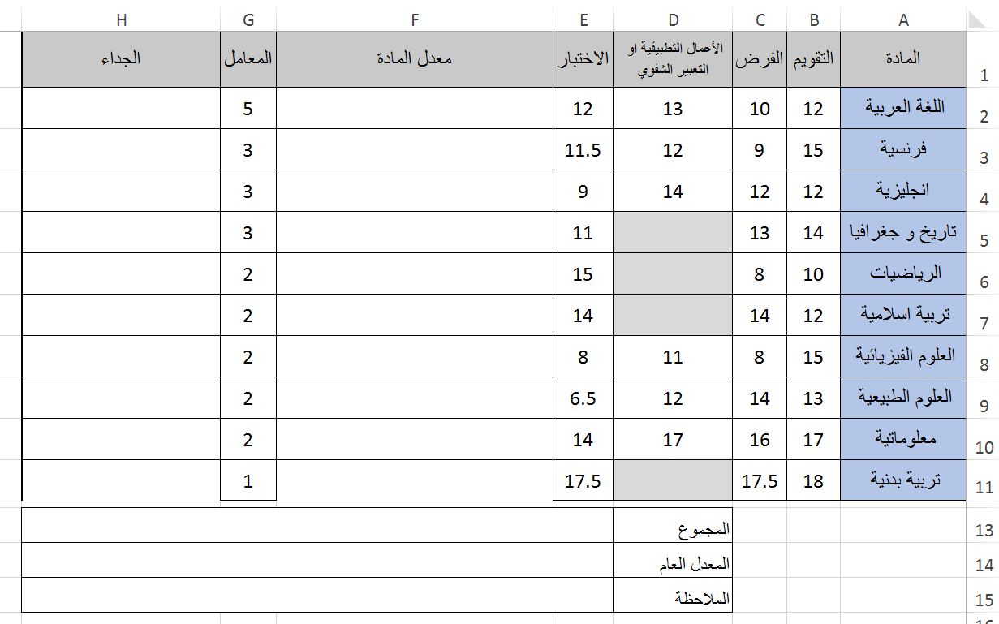 A B C D E F G H
1 المادة التقويم الفرض الأعمال التطبيقية او التعبير الشفوي الاختبار معدل المادة المعامل الجداء
2 اللغة العربية 12 10 13 12 5
3 فرنسية 15 9 12 11.5 3
4 انجليزية 12 12 14 9 3
5 تاريخ و جغرافيا 14 13 11 3
6 الرياضيات 10 8 15 2
7 تربية اسلامية 12 14 14 2
8 العلوم الفيزيائية 15 8 11 8 2
9 العلوم الطبيعية 13 14 12 6.5 2
10 معلوماتية 17 16 17 14 2
11 تربية بدنية 18 17.5 17.5 1
13 المجموع
14 المعدل العام
15 الملاحظة